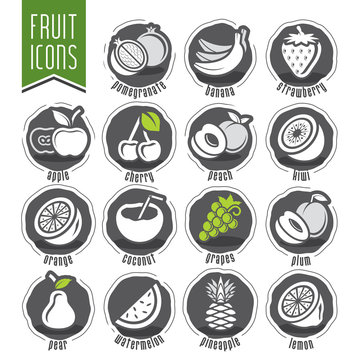 FRUIT
ICONS
pomegranate
banana
strawberry
apple
cherry
peach
kiwi
orange
coconut
grapes
plum
pear
watermelon
pineapple
lemon